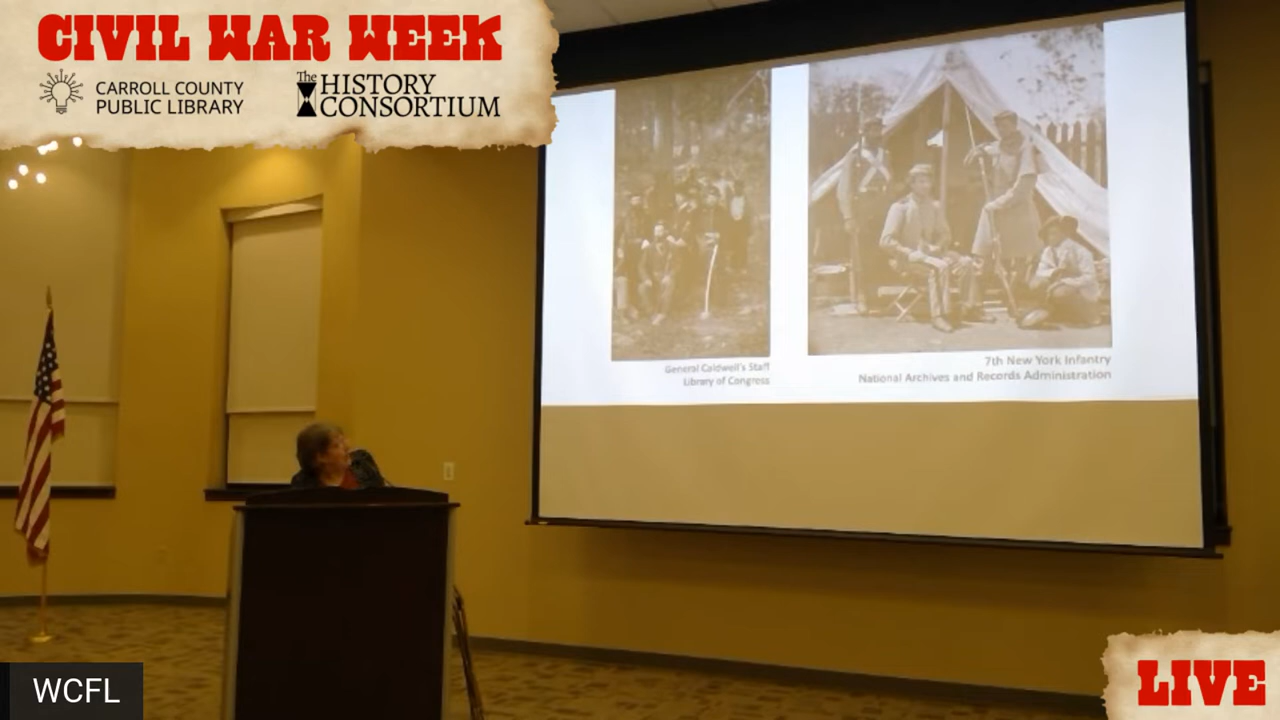 CIVIL WAR WEEK
CARROLL COUNTY
PUBLIC LIBRARY
The HISTORY
CONSORTIUM
General Caldwell's Staff
Library of Congress
7th New York Infantry
National Archives and Records Administration
WCFL
LIVE